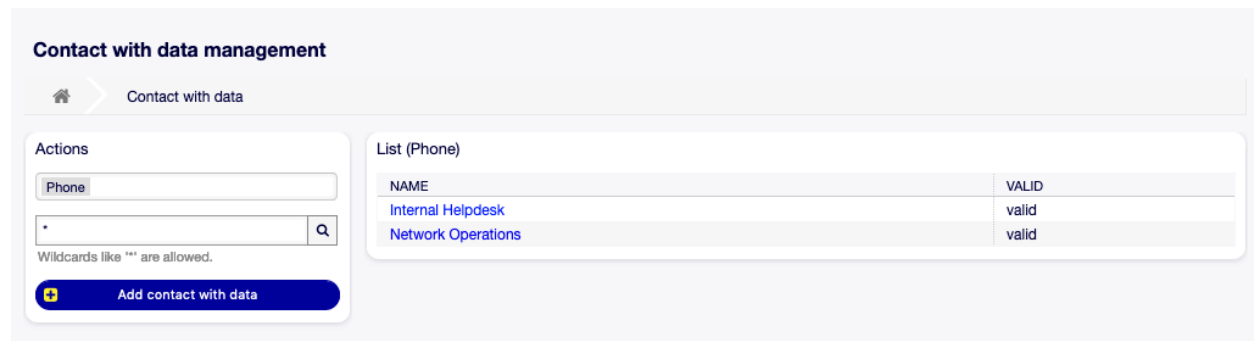 Contact with data management
Contact with data
Actions
Phone
*
Wildcards like '*' are allowed.
Add contact with data
List (Phone)
NAME VALID
Internal Helpdesk valid
Network Operations valid